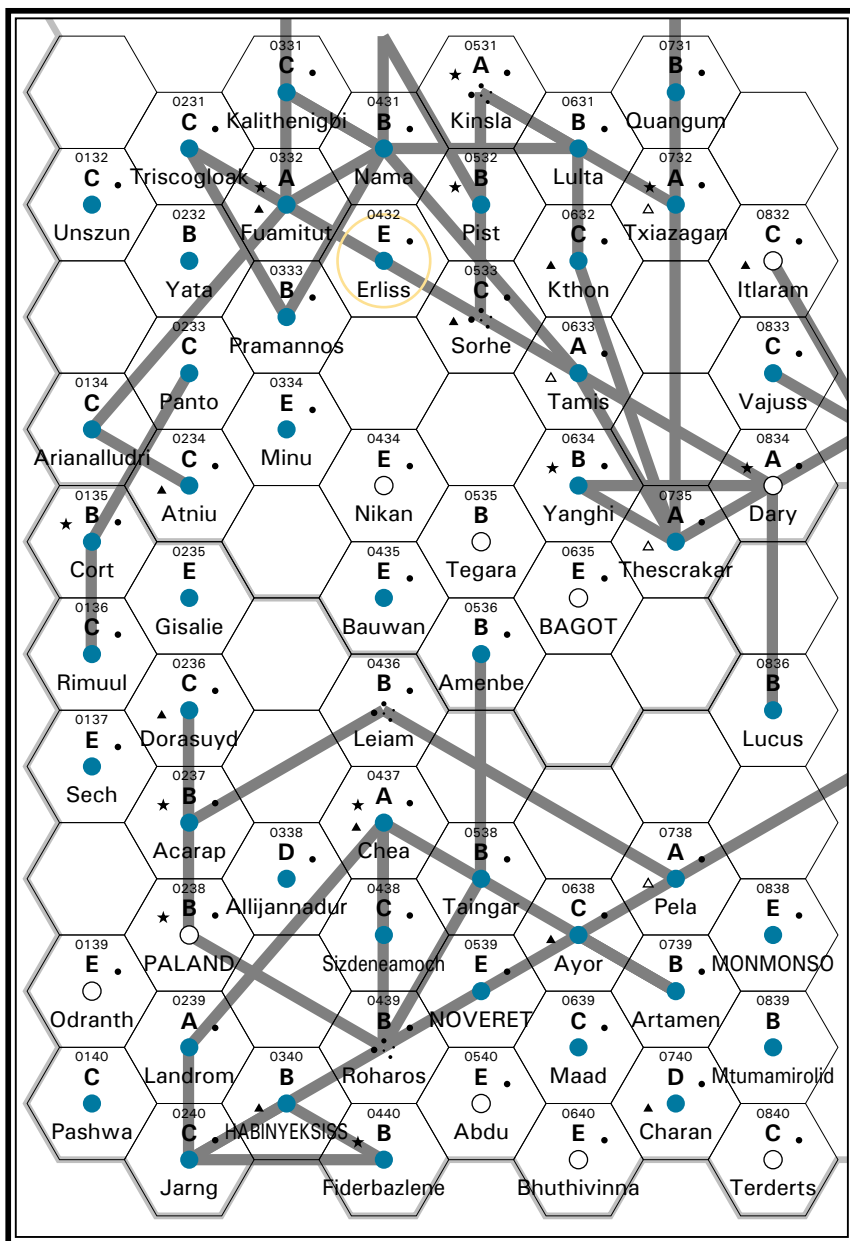 0331
C
Kalithenigbi
0531
A
Kinsla
0731
B
Quangum
0231
C
Triscogloak
0431
B
Nama
0631
B
Lulta
0132
C
Unszun
0332
A
Fuamitut
0532
B
Pist
0732
A
Txiazagan
0232
B
Yata
0432
E
Erliss
0632
C
Kthon
0832
C
Itlaram
0333
B
Pramannos
0533
C
Sorhe
0233
C
Panto
0633
A
Tamis
0833
C
Vajuss
0134
C
Arianalludri
0334
E
Minu
0234
C
Atniu
0434
E
Nikan
0634
B
Yanghi
0834
A
Dary
0135
B
Cort
0535
B
Tegara
0735
A
Thescrakar
0235
E
Gisalie
0435
E
Bauwan
0635
E
BAGOT
0136
C
Rimuul
0536
B
Amenbe
0236
C
Dorasuyd
0436
B
Leiam
0836
B
Lucus
0137
E
Sech
0237
B
Acarap
0437
A
Chea
0338
D
Allijannadur
0538
B
Taingar
0738
A
Pela
0238
B
PALAND
0438
C
Sizdeneamoch
0638
C
Ayor
0838
E
MONMONSO
0139
E
Odranth
0539
E
NOVERET
0739
B
Artamen
0239
A
Landrom
0439
B
Roharos
0639
C
Maad
0839
B
Mtumamirolid
0140
C
Pashwa
0340
B
HABINYEKSISS
0540
E
Abdu
0740
D
Charan
0240
C
Jarng
0440
B
Fiderbazlene
0640
E
Bhuthivinna
0840
C
Terderts